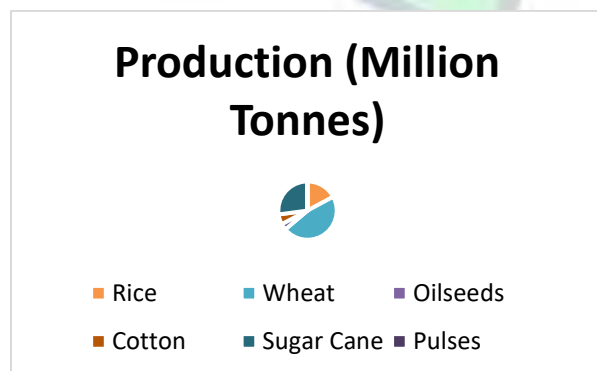 Production (Million
Tonnes)
Rice Wheat Oilseeds
Cotton Sugar Cane Pulses